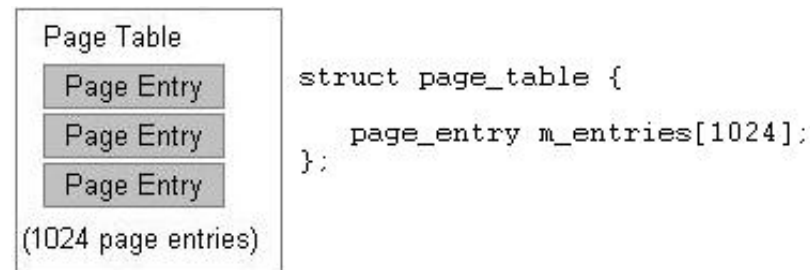 Page Table
Page Entry
Page Entry
Page Entry
(1024 page entries)
struct page_table {
page_entry m_entries[1024];
};